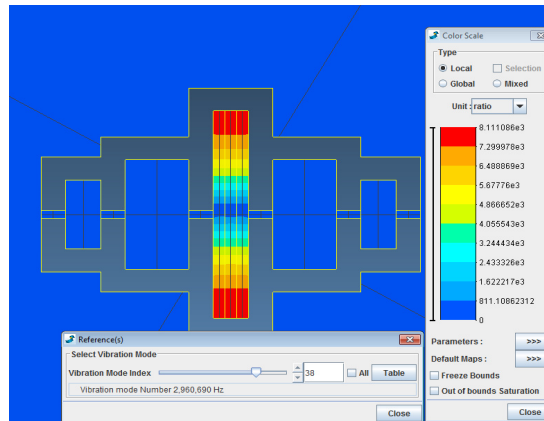 Color Scale
Type
Local
Selection
Global
Mixed
Unit : ratio
8.111086e3
7.299978e3
6.488869e3
5.67776e3
4.866652e3
4.055543e3
3.244434e3
2.433326e3
1.622217e3
811.10862312
0
Parameters :
>>>
Default Maps :
>>>
Freeze Bounds
Out of bounds Saturation
Close
Reference(s)
Select Vibration Mode
Vibration Mode Index
38
All
Table
Vibration mode Number 2,960,690 Hz
Close